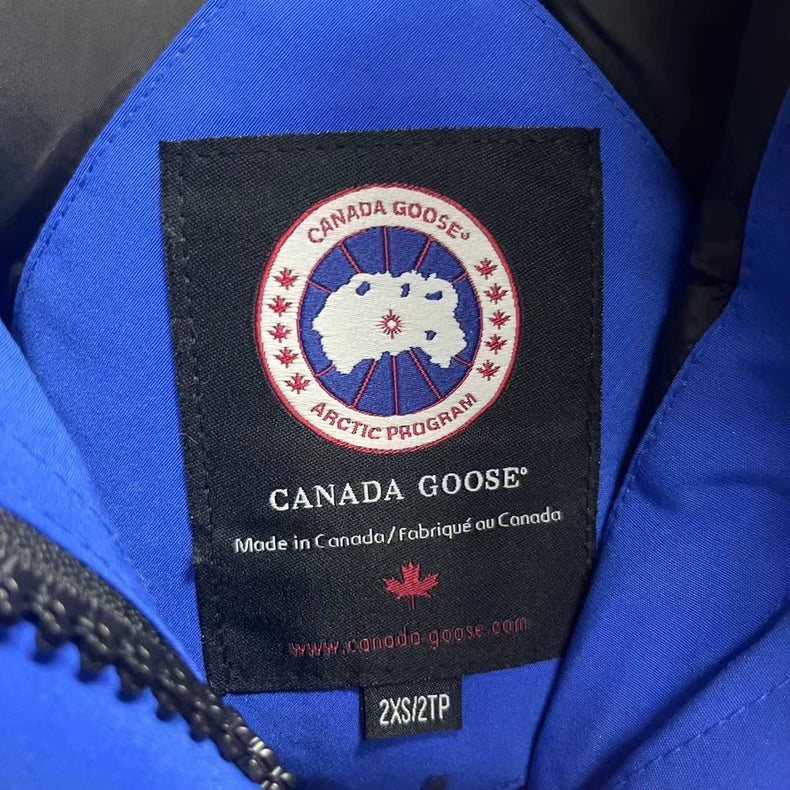 CANADA GOOSE
ARCTIC PROGRAM
CANADA GOOSE®
Made in Canada/Fabriqué au Canada
www.canada-goose.com
2XS/2TP